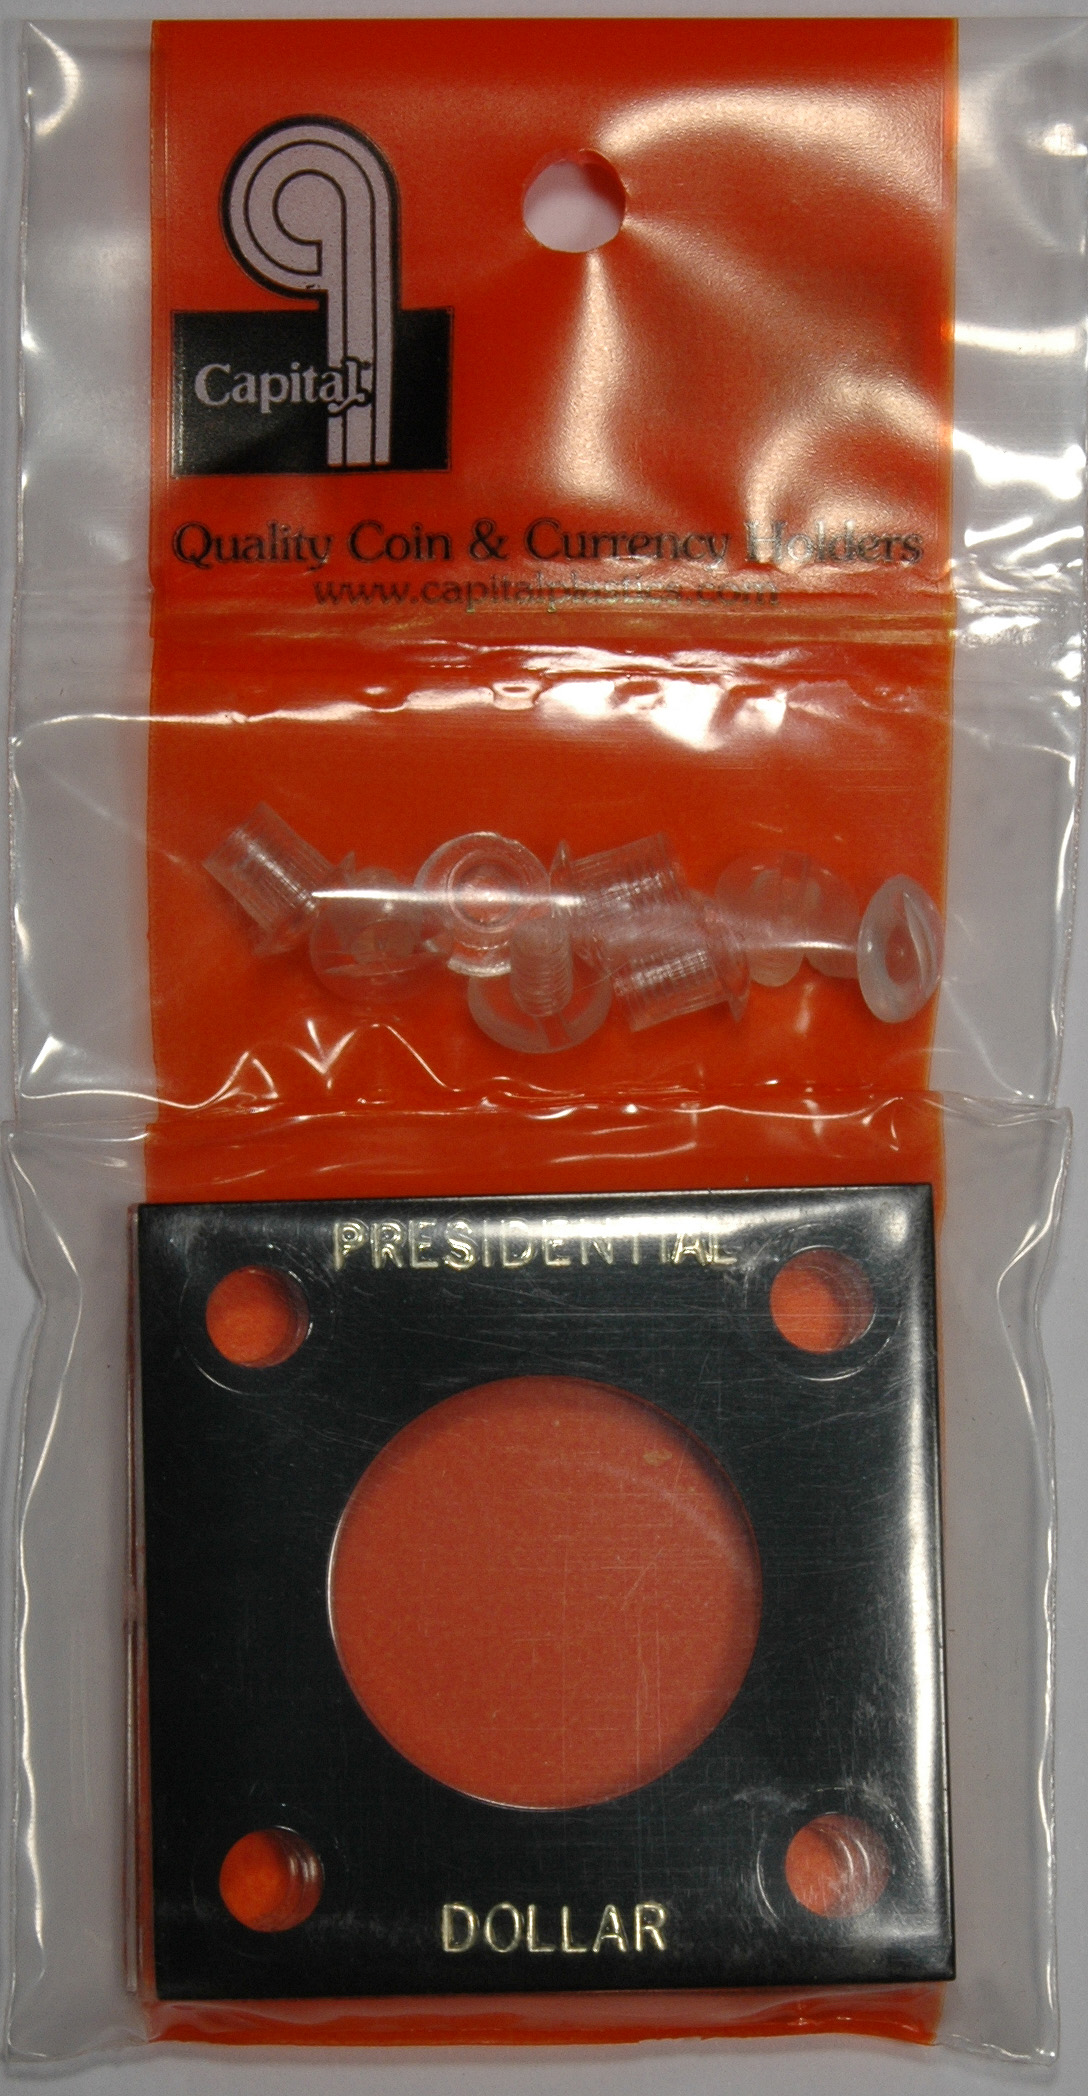 Capital
Quality Coin & Currency Holders
www.capitalplastics.com
PRESIDENTIAL
DOLLAR